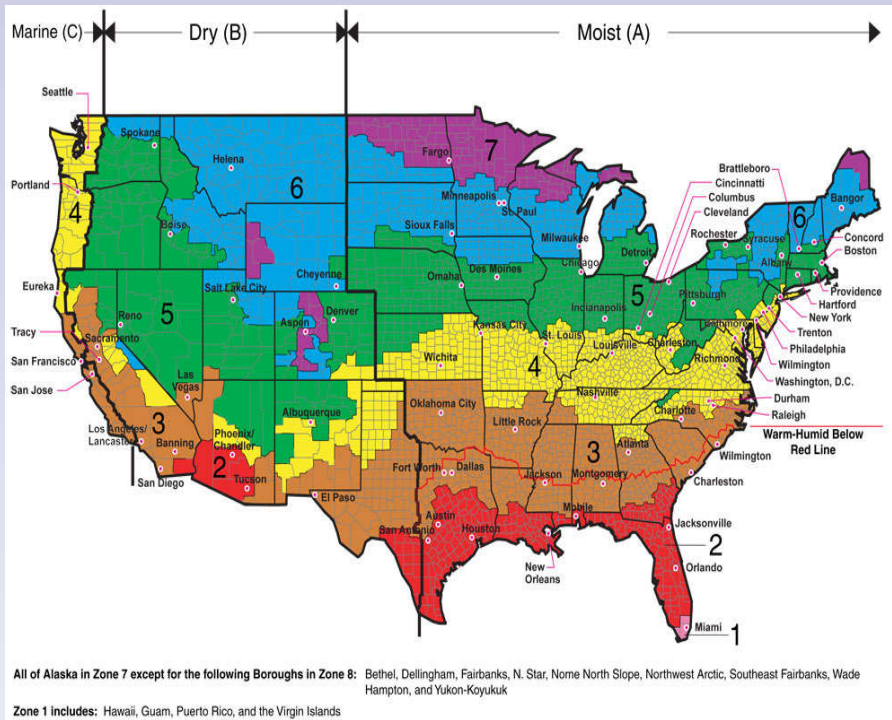 Marine (C)
Dry (B)
Moist (A)
Seattle
Spokane
Helena
Fargo
7
Brattleboro
Cincinnatti
Columbus
Cleveland
Portland
4
6
Minneapolis
St. Paul
Bangor
6
Boise
Sioux Falls
Milwaukee
Rochester
Syracuse
Concord
Detroit
Albany
Boston
Eureka
Salt Lake City
Cheyenne
Omaha
Des Moines
Chicago
5
Providence
Hartford
Reno
5
Aspen
Denver
Indianapolis
Pittsburgh
New York
Tracy
Sacramento
Kansas City
St. Louis
Baltimore
Trenton
Philadelphia
San Francisco
Wichita
4
Louisville
Charleston
Richmond
Wilmington
San Jose
Las
Vegas
Washington, D.C.
Nashville
Durham
Albuquerque
Oklahoma City
Charlotte
Raleigh
3
Los Angeles/
Lancaster
Banning
Phoenix/
Chandler
Little Rock
3
Atlanta
Warm-Humid Below
Red Line
2
Wilmington
San Diego
Tucson
Fort Worth
Dallas
Jackson
Montgomery
Charleston
El Paso
Austin
Mobile
San Antonio
Houston
Jacksonville
2
New
Orleans
Orlando
Miami
1
All of Alaska in Zone 7 except for the following Boroughs in Zone 8: Bethel, Dellingham, Fairbanks, N. Star, Nome North Slope, Northwest Arctic, Southeast Fairbanks, Wade
Hampton, and Yukon-Koyukuk
Zone 1 includes: Hawaii, Guam, Puerto Rico, and the Virgin Islands